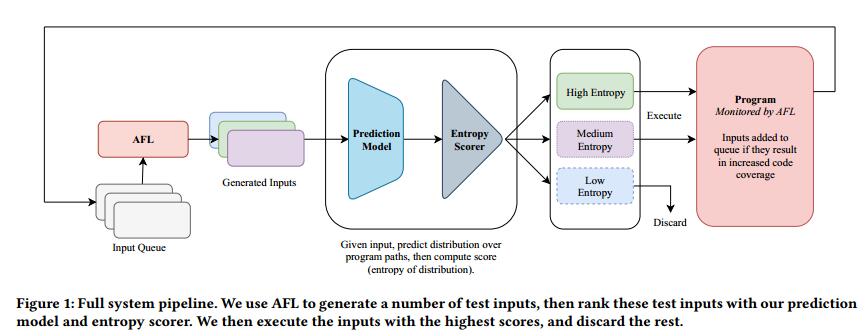 AFL
Input Queue
Generated Inputs
Prediction
Model
Entropy
Scorer
Given input, predict distribution over
program paths, then compute score
(entropy of distribution).
High Entropy
Medium
Entropy
Low
Entropy
Execute
Discard
Program
Monitored by AFL
Inputs added to
queue if they result
in increased code
coverage
Figure 1: Full system pipeline. We use AFL to generate a number of test inputs, then rank these test inputs with our prediction
model and entropy scorer. We then execute the inputs with the highest scores, and discard the rest.